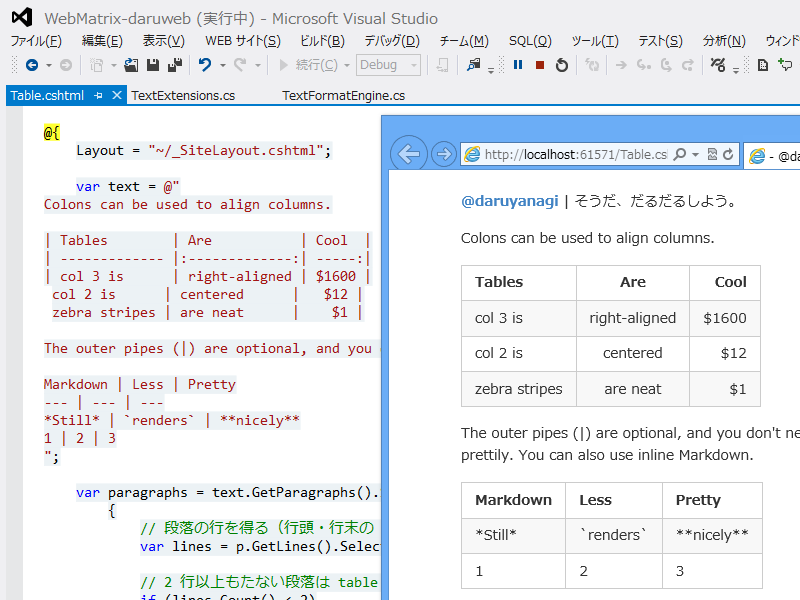 WebMatrix-daruweb (実行中) - Microsoft Visual Studio
ファイル(F) 編集(E) 表示(V) WEB サイト(S) ビルド(B) デバッグ(D) チーム(M) SQL(Q) ツール(T) テスト(S) 分析(N) ウィンド
続行(C) Debug
Table.cshtml TextExtensions.cs TextFormatEngine.cs
@{
Layout = "~/_SiteLayout.cshtml";
var text = @"
Colons can be used to align columns.
| Tables | Are | Cool |
| ------------- |:-------------:| -----:|
| col 3 is | right-aligned | $1600 |
col 2 is | centered | $12 |
zebra stripes | are neat | $1 |
The outer pipes (|) are optional, and you
Markdown | Less | Pretty
--- | --- | ---
*Still* | `renders` | **nicely**
1 | 2 | 3
";
var paragraphs = text.GetParagraphs().
{
// 段落の行を得る（行頭・行末の
var lines = p.GetLines().Select
// 2 行以上もたない段落は table
if (lines.Count() < 2)
http://localhost:61571/Table.cs
- @da
@daruyanagi | そうだ、だるだるしよう。
Colons can be used to align columns.
Tables Are Cool
col 3 is right-aligned $1600
col 2 is centered $12
zebra stripes are neat $1
The outer pipes (|) are optional, and you don't ne
prettily. You can also use inline Markdown.
Markdown Less Pretty
*Still* `renders` **nicely**
1 2 3